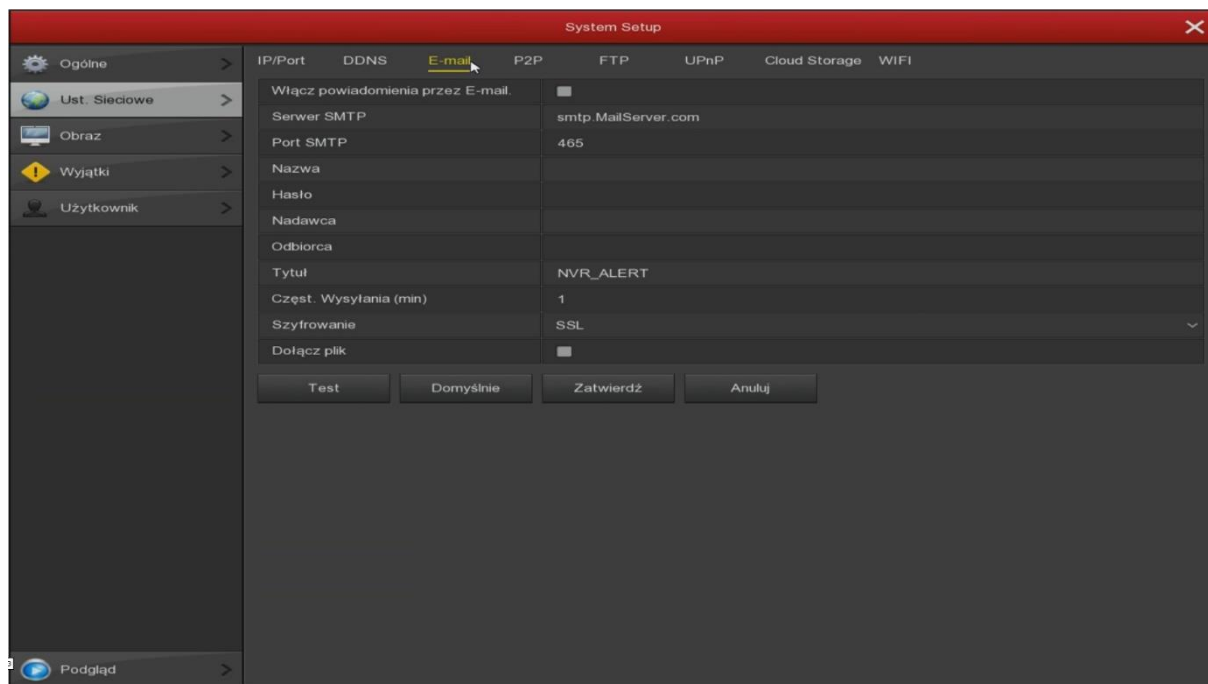 System Setup
Ogólne
Ust. Sieciowe
Obraz
Wyjątki
Użytkownik
Podgląd
IP/Port DDNS E-mail P2P FTP UPnP Cloud Storage WIFI
Włącz powiadomienia przez E-mail.
Serwer SMTP smtp.MailServer.com
Port SMTP 465
Nazwa
Hasło
Nadawca
Odbiorca
Tytuł NVR_ALERT
Częst. Wysyłania (min) 1
Szyfrowanie SSL
Dołącz plik
Test Domyślnie Zatwierdź Anuluj